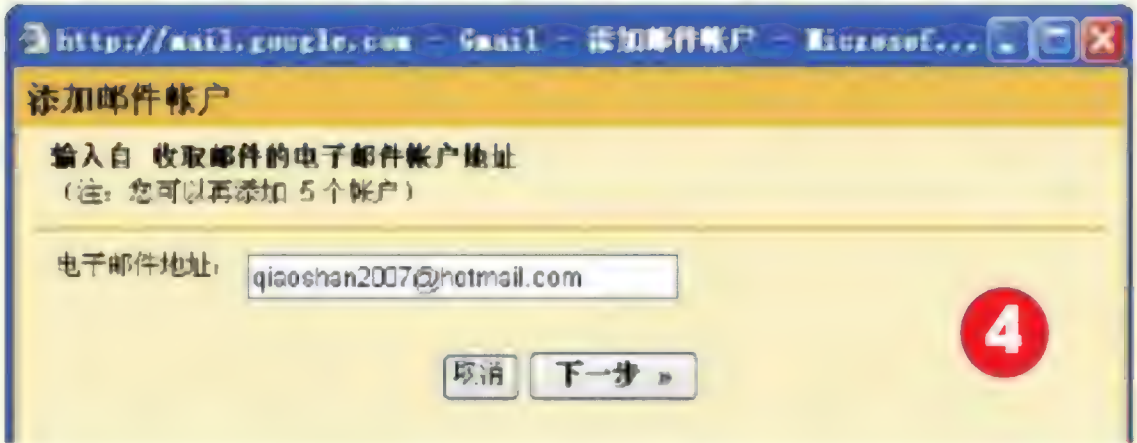 http://mail.google.com - Gmail - 添加邮件帐户 - Microsof...
添加邮件帐户
输入自 收取邮件的电子邮件帐户地址
（注：您可以再添加 5 个帐户）
电子邮件地址： qiaoshan2007@hotmail.com
取消 下一步 »
4